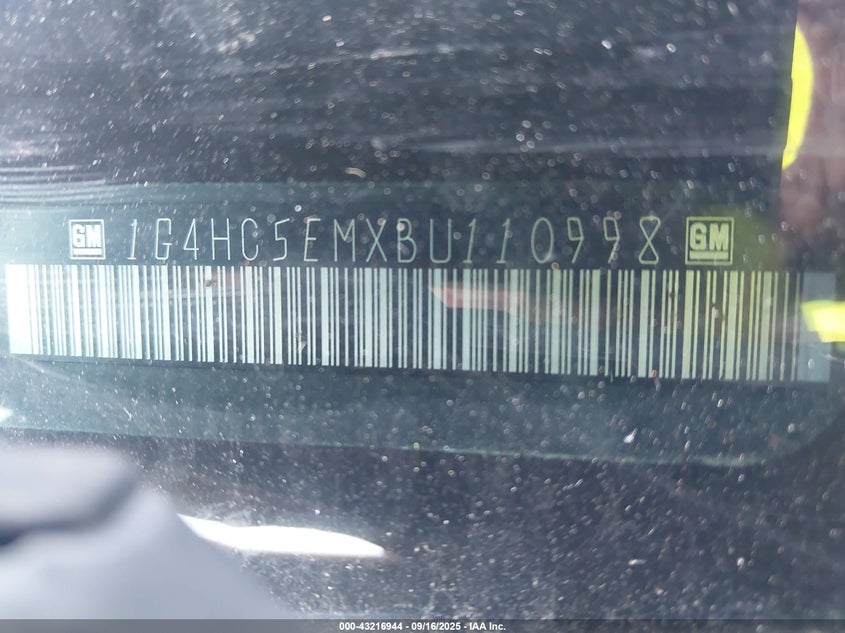 GM 1G4HC5EMXBU110998 GM
000-43216944 - 09/16/2025 - IAA Inc.